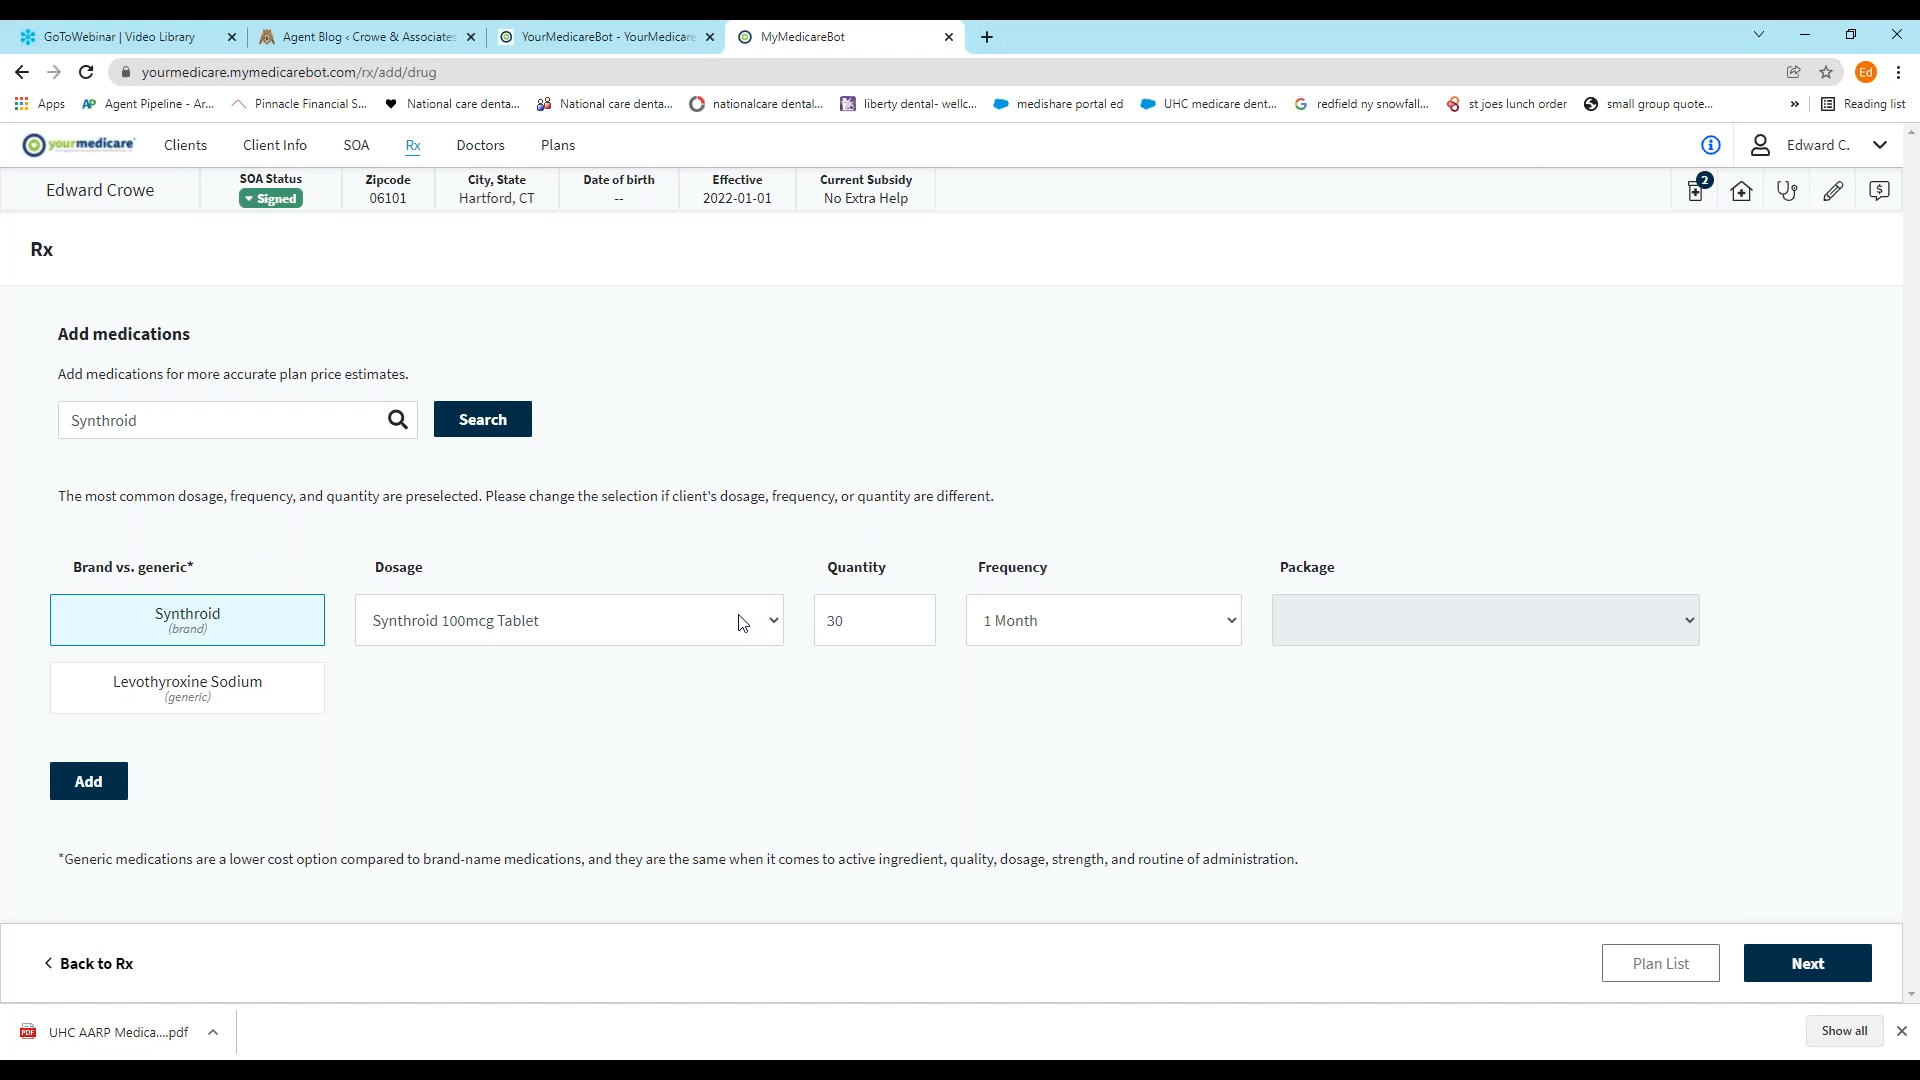 GoToWebinar | Video Library
Agent Blog ‹ Crowe & Associates
YourMedicareBot - YourMedicare
MyMedicareBot
yourmedicare.mymedicarebot.com/rx/add/drug
Ed
Apps
AP Agent Pipeline - Ar...
Pinnacle Financial S...
National care denta...
National care denta...
nationalcare dental...
liberty dental- wellc...
medishare portal ed
UHC medicare dent...
redfield ny snowfall...
st joes lunch order
small group quote...
»
Reading list
yourmedicare
Clients
Client Info
SOA
Rx
Doctors
Plans
Edward C.
Edward Crowe
SOA Status
Signed
Zipcode
06101
City, State
Hartford, CT
Date of birth
--
Effective
2022-01-01
Current Subsidy
No Extra Help
2
Rx
Add medications
Add medications for more accurate plan price estimates.
Synthroid
Search
The most common dosage, frequency, and quantity are preselected. Please change the selection if client's dosage, frequency, or quantity are different.
Brand vs. generic*
Dosage
Quantity
Frequency
Package
Synthroid
(brand)
Synthroid 100mcg Tablet
30
1 Month
Levothyroxine Sodium
(generic)
Add
*Generic medications are a lower cost option compared to brand-name medications, and they are the same when it comes to active ingredient, quality, dosage, strength, and routine of administration.
Back to Rx
Plan List
Next
PDF
UHC AARP Medica....pdf
Show all